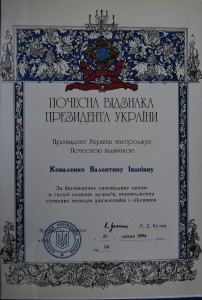 ПОЧЕСНА ВІДЗНАКА
ПРЕЗИДЕНТА УКРАЇНИ
Президент України нагороджує
Почесною відзнакою
Коваленко Валентину Іванівну
За багаторічну сумлінну працю
в галузі охорони здоров'я, впровадження
сучасних методів діагностики і лікування
Л. Д. Кучма
1994